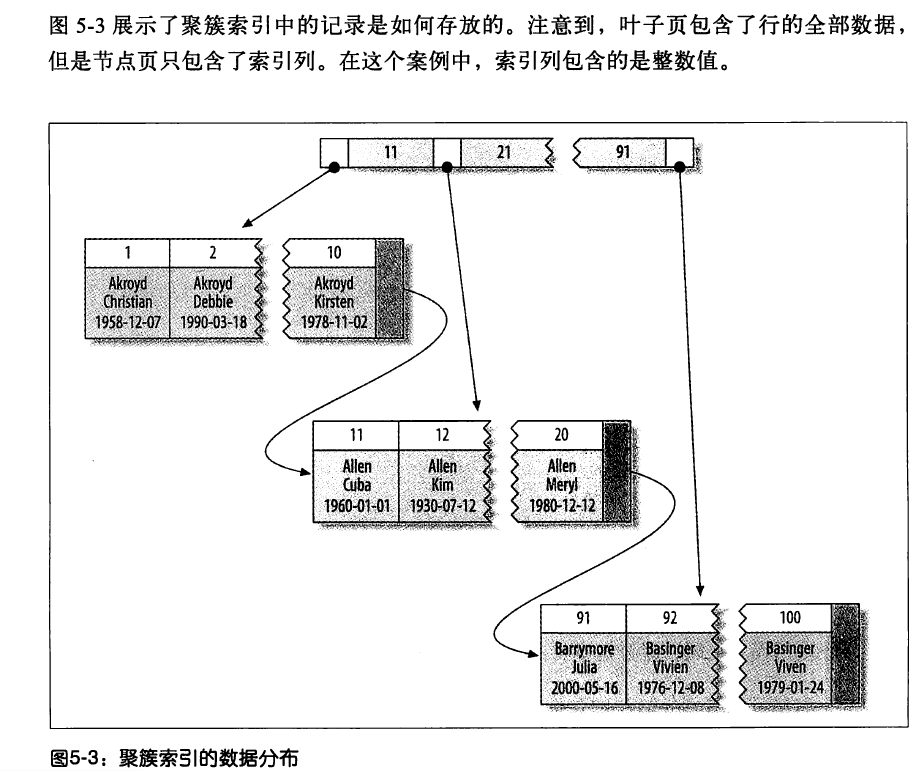 图 5-3 展示了聚簇索引中的记录是如何存放的。注意到，叶子页包含了行的全部数据，
但是节点页只包含了索引列。在这个案例中，索引列包含的是整数值。
11 21 91
1 2 10
Akroyd Akroyd Akroyd
Christian Debbie Kirsten
1958-12-07 1990-03-18 1978-11-02
11 12 20
Allen Allen Allen
Cuba Kim Meryl
1960-01-01 1930-07-12 1980-12-12
91 92 100
Barrymore Basinger Basinger
Julia Vivien Viven
2000-05-16 1976-12-08 1979-01-24
图5-3：聚簇索引的数据分布